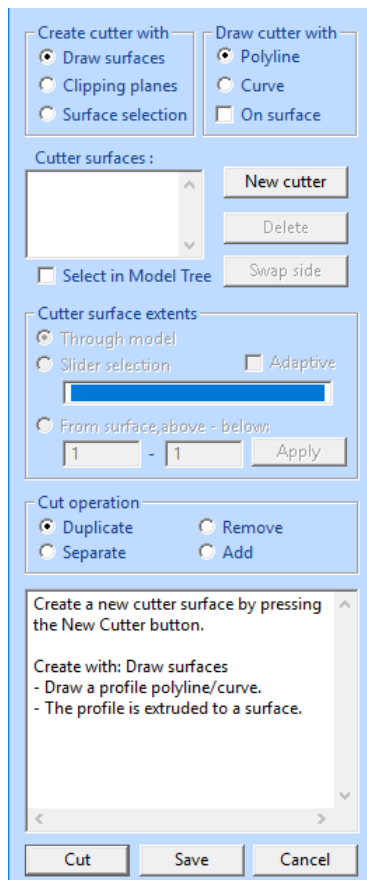 Create cutter with
Draw surfaces
Clipping planes
Surface selection
Draw cutter with
Polyline
Curve
On surface
Cutter surfaces :
New cutter
Delete
Select in Model Tree
Swap side
Cutter surface extents
Through model
Slider selection
Adaptive
From surface,above - below:
1 - 1
Apply
Cut operation
Duplicate
Remove
Separate
Add
Create a new cutter surface by pressing
the New Cutter button.
Create with: Draw surfaces
- Draw a profile polyline/curve.
- The profile is extruded to a surface.
Cut
Save
Cancel